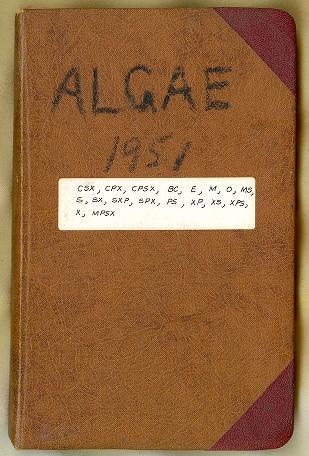 ALGAE
1951
CSX, CPX, CPSX, BC, E, M, O, MS,
S, SX, SXP, SPX, PS, XP, XS, XPS,
X, MPSX